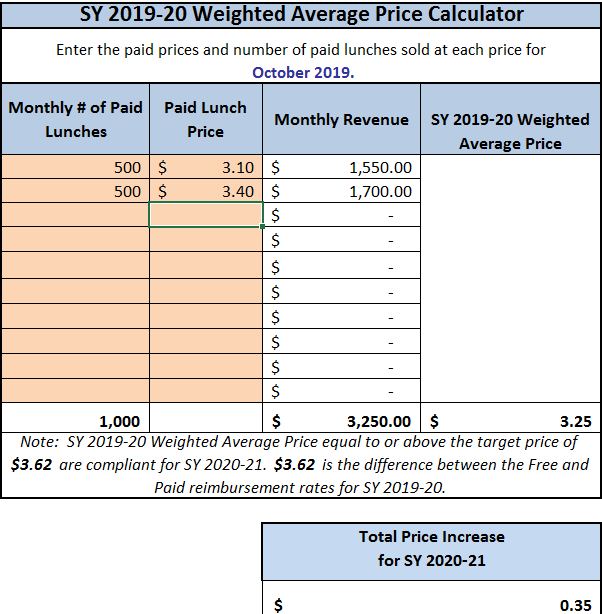 SY 2019-20 Weighted Average Price Calculator
Enter the paid prices and number of paid lunches sold at each price for
October 2019.
Monthly # of Paid Lunches Paid Lunch Price Monthly Revenue SY 2019-20 Weighted Average Price
500 $ 3.10 $ 1,550.00
500 $ 3.40 $ 1,700.00
$ -
$ -
$ -
$ -
$ -
$ -
$ -
$ -
1,000 $ 3,250.00 $ 3.25
Note: SY 2019-20 Weighted Average Price equal to or above the target price of
$3.62 are compliant for SY 2020-21. $3.62 is the difference between the Free and
Paid reimbursement rates for SY 2019-20.
Total Price Increase
for SY 2020-21
$ 0.35